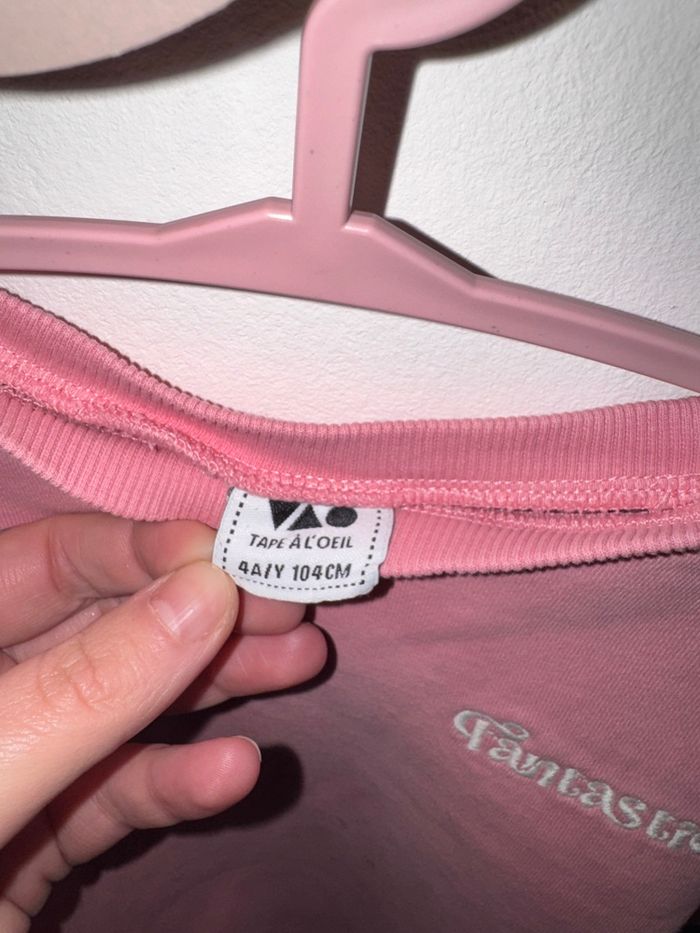 TAPE À L'OEIL
4A/Y 104CM